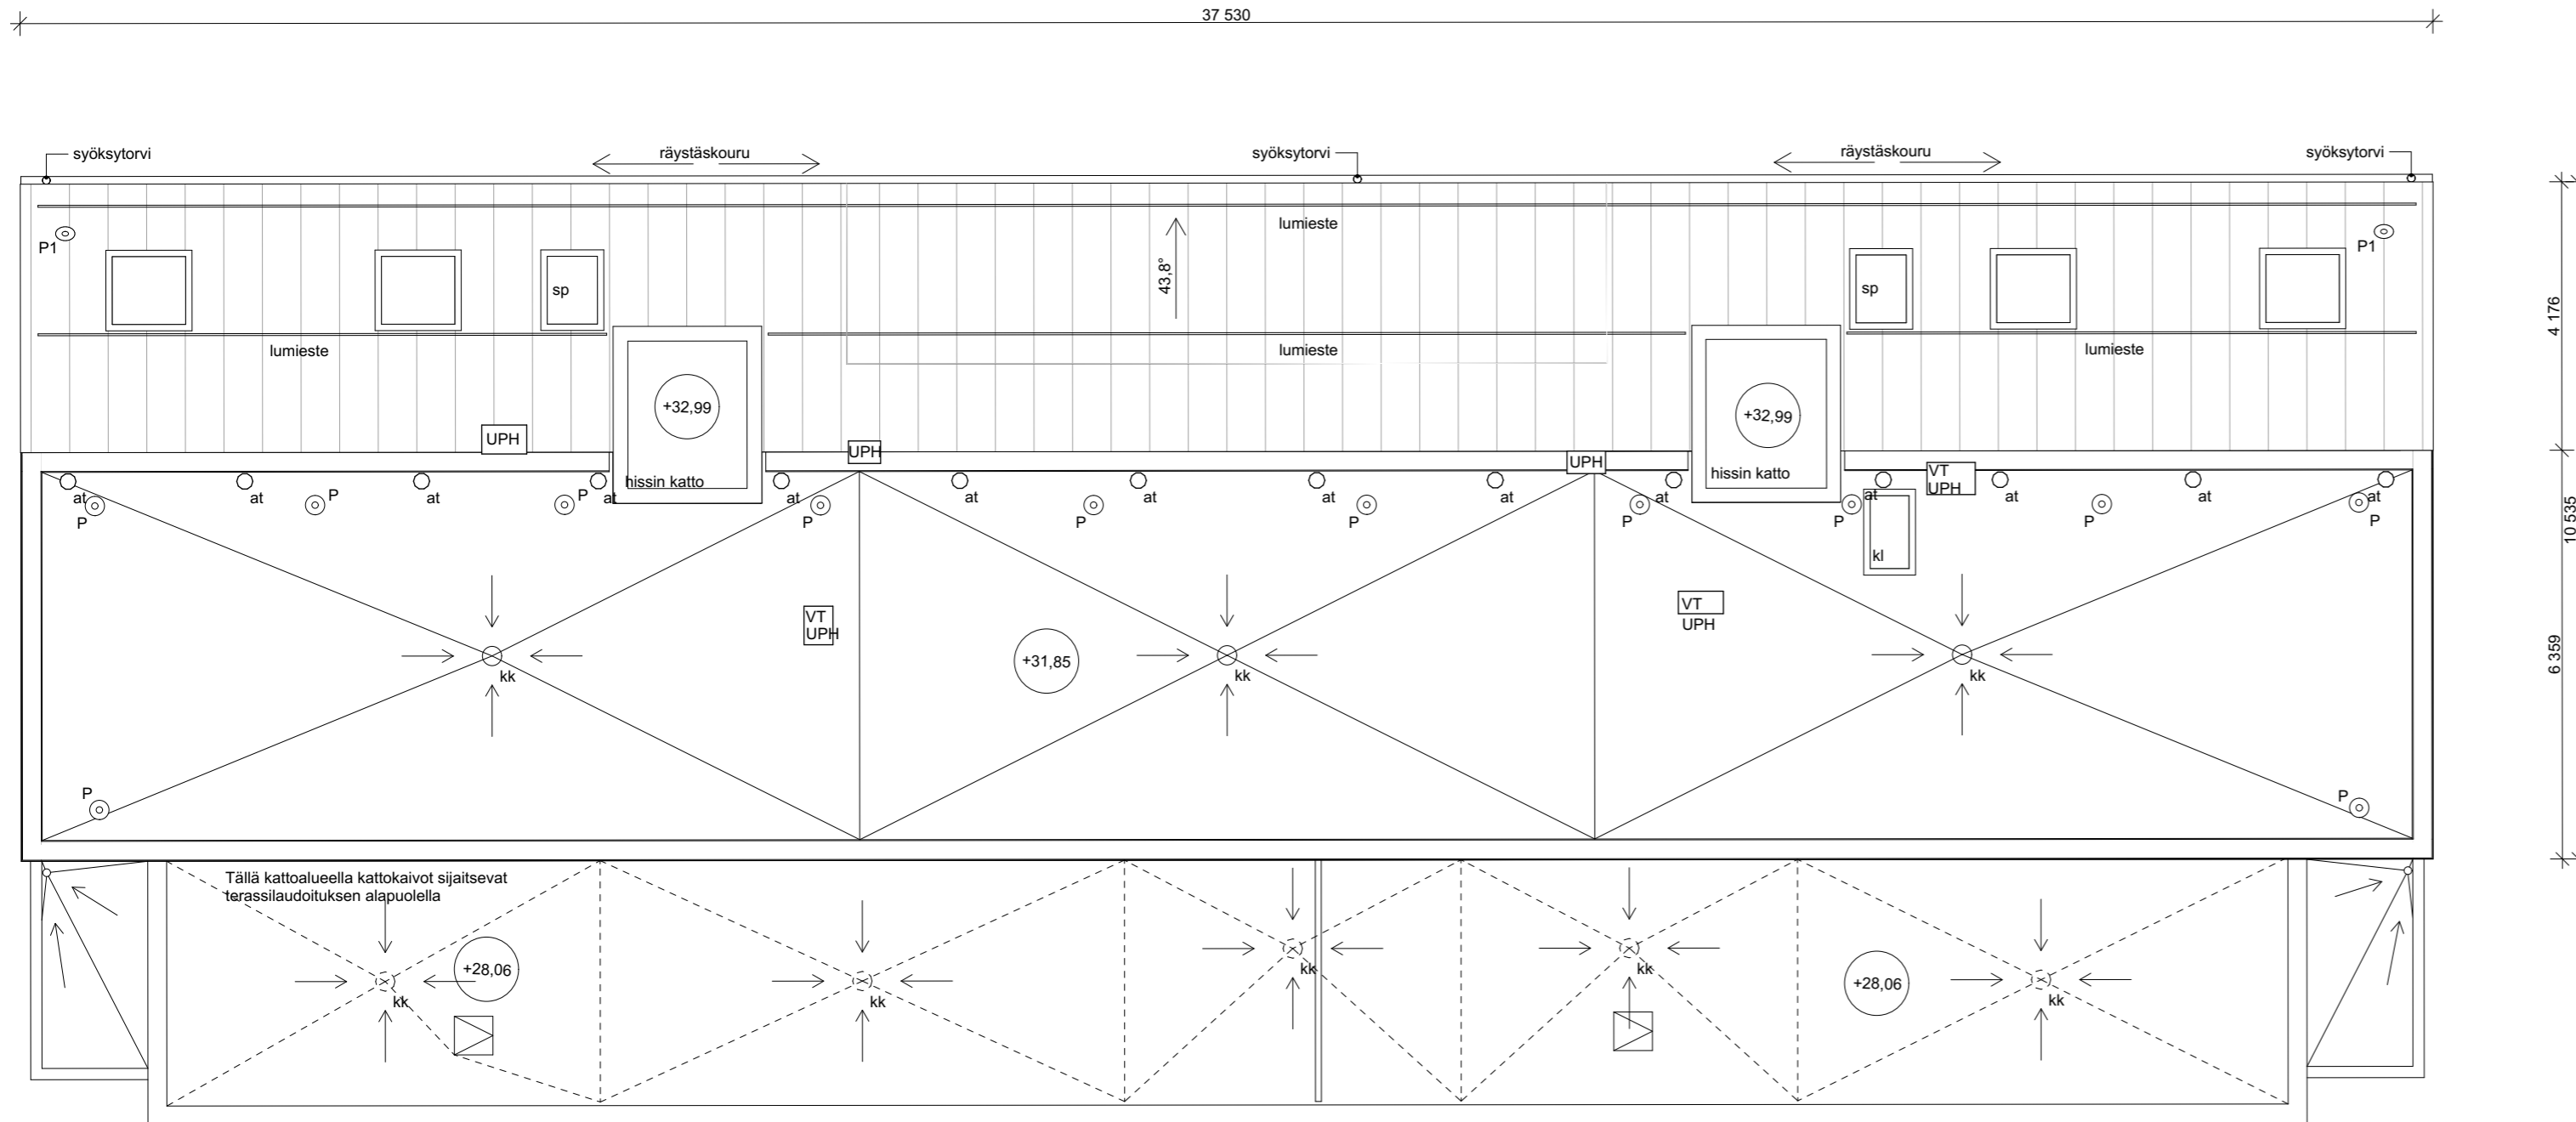 37 530
syöksytorvi
räystäskouru
syöksytorvi
räystäskouru
syöksytorvi
lumieste
P1
P1
43,8°
sp
sp
4 176
lumieste
lumieste
lumieste
+32,99
+32,99
UPH
UPH
UPH
hissin katto
hissin katto
VT
UPH
at
at
at
at
at
at
at
at
at
at
at
at
at
at
P
P
P
P
P
P
P
P
P
P
10 535
kl
VT
UPH
VT
UPH
+31,85
6 359
kk
kk
kk
P
P
Tällä kattoalueella kattokaivot sijaitsevat
terassilaudoituksen alapuolella
+28,06
+28,06
kk
kk
kk
kk
kk